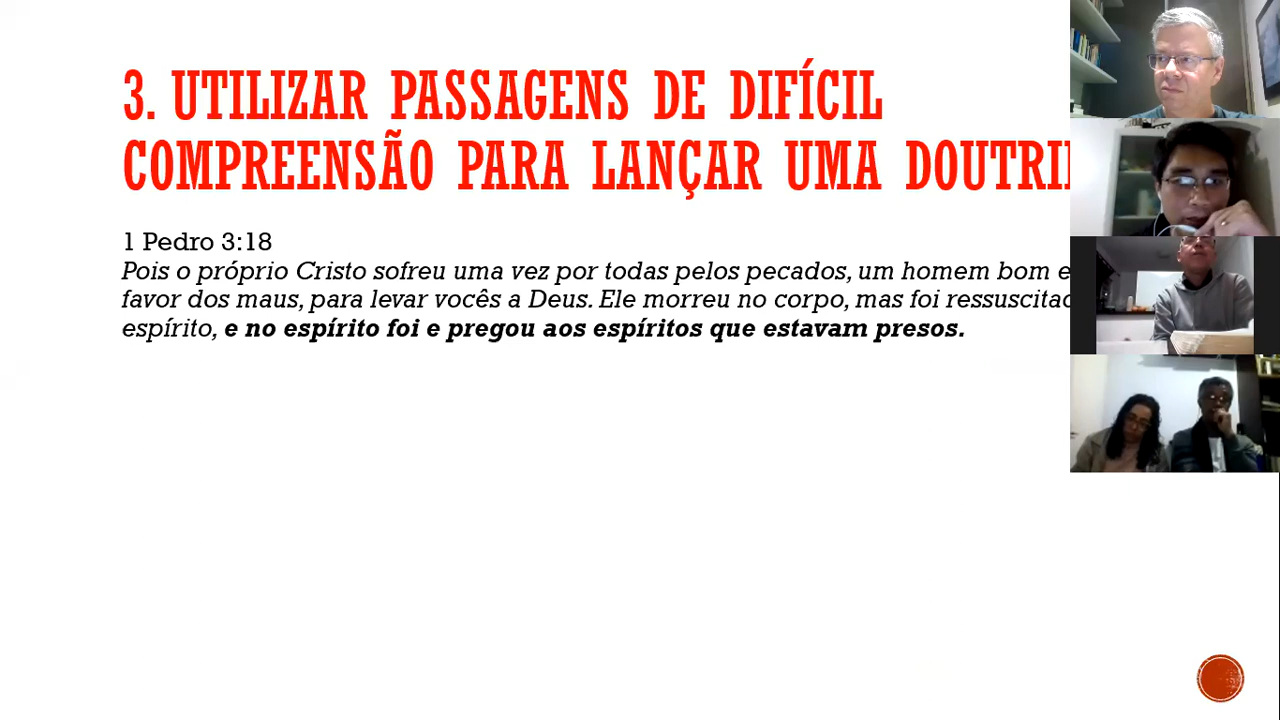 3. UTILIZAR PASSAGENS DE DIFÍCIL
COMPREENSÃO PARA LANÇAR UMA
1 Pedro 3:18
Pois o próprio Cristo sofreu uma vez por todas pelos pecados, um homem bom
favor dos maus, para levar vocês a Deus. Ele morreu no corpo, mas foi
espírito, e no espírito foi e pregou aos espíritos que estavam presos.